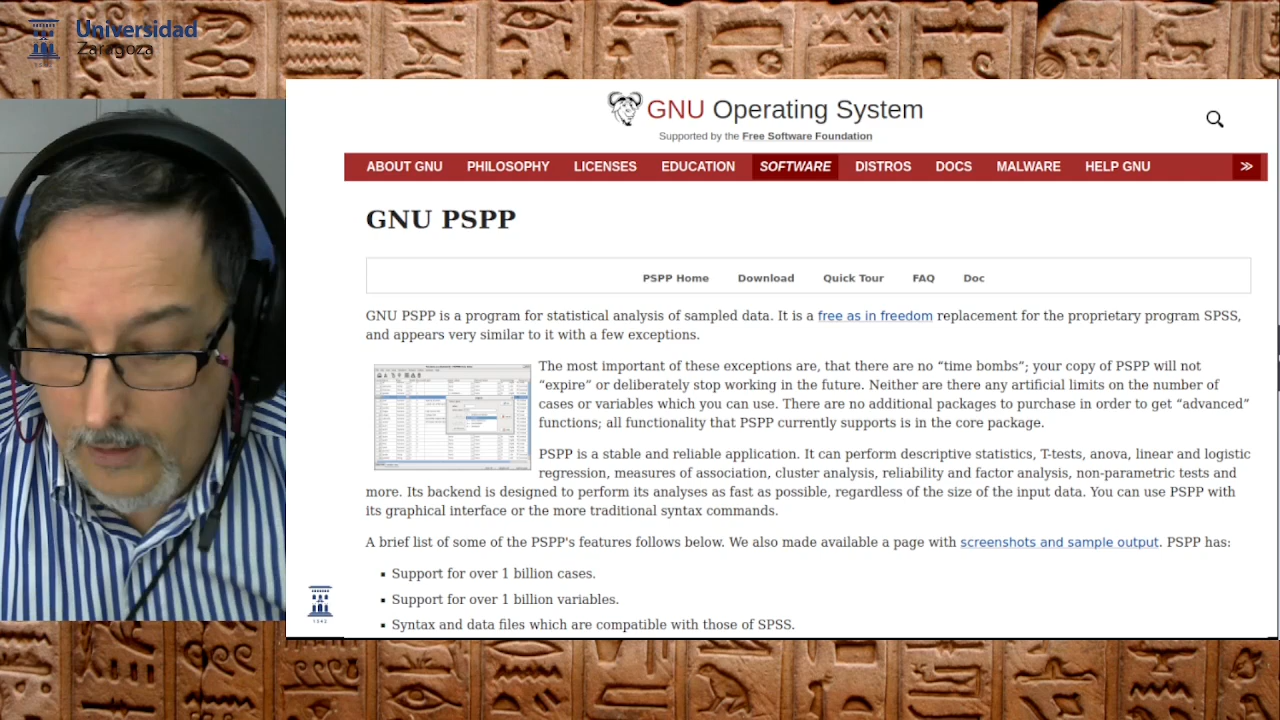 Universidad
Zaragoza
GNU Operating System
Supported by the Free Software Foundation
ABOUT GNU PHILOSOPHY LICENSES EDUCATION SOFTWARE DISTROS DOCS MALWARE HELP GNU
GNU PSPP
PSPP Home Download Quick Tour FAQ Doc
GNU PSPP is a program for statistical analysis of sampled data. It is a free as in freedom replacement for the proprietary program SPSS,
and appears very similar to it with a few exceptions.
The most important of these exceptions are, that there are no “time bombs”; your copy of PSPP will not
“expire” or deliberately stop working in the future. Neither are there any artificial limits on the number of
cases or variables which you can use. There are no additional packages to purchase in order to get “advanced”
functions; all functionality that PSPP currently supports is in the core package.
PSPP is a stable and reliable application. It can perform descriptive statistics, T-tests, anova, linear and logistic
regression, measures of association, cluster analysis, reliability and factor analysis, non-parametric tests and
more. Its backend is designed to perform its analyses as fast as possible, regardless of the size of the input data. You can use PSPP with
its graphical interface or the more traditional syntax commands.
A brief list of some of the PSPP's features follows below. We also made available a page with screenshots and sample output. PSPP has:
▪ Support for over 1 billion cases.
▪ Support for over 1 billion variables.
▪ Syntax and data files which are compatible with those of SPSS.
1542